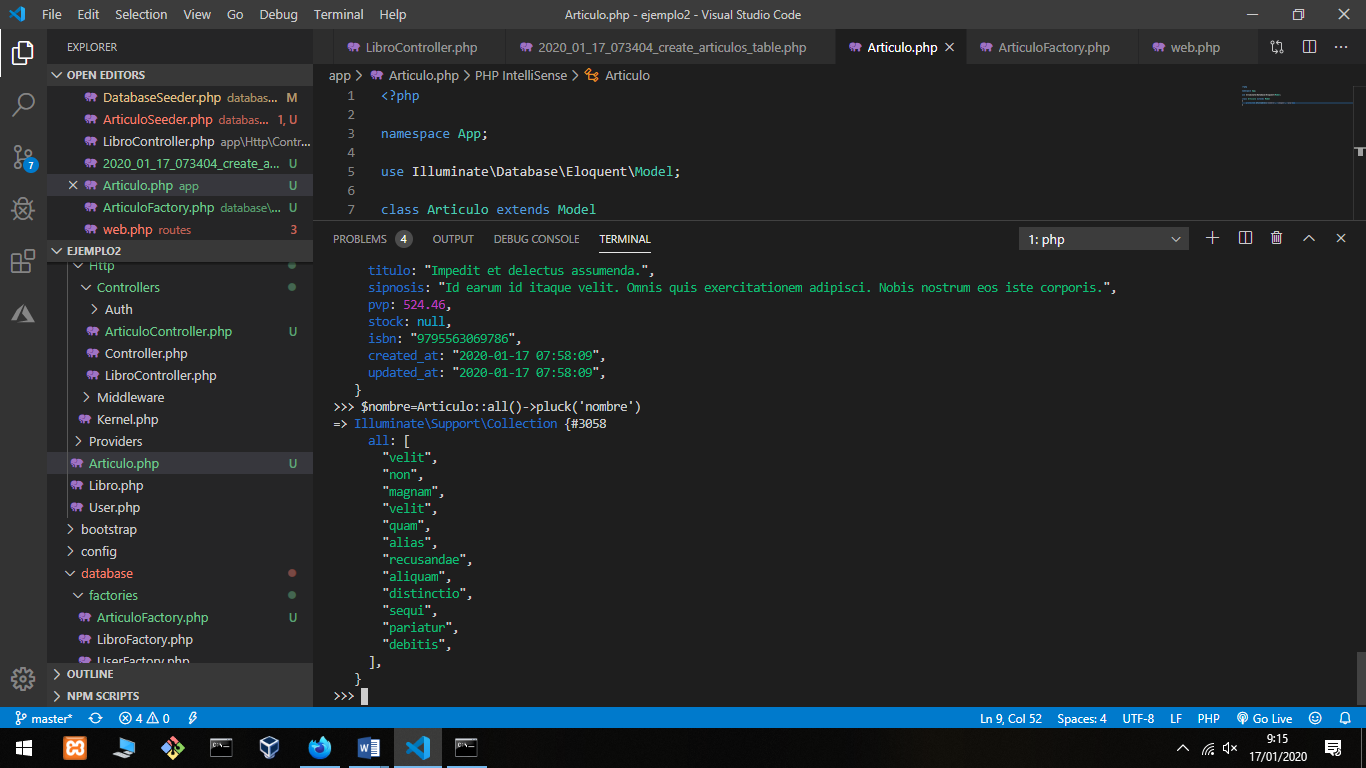 File Edit Selection View Go Debug Terminal Help Articulo.php - ejemplo2 - Visual Studio Code
EXPLORER
OPEN EDITORS
DatabaseSeeder.php databas... M
ArticuloSeeder.php databas... 1, U
LibroController.php app\Http\Contr...
2020_01_17_073404_create_a... U
Articulo.php app U
ArticuloFactory.php database\... U
web.php routes 3
EJEMPLO2
Http
Controllers
Auth
ArticuloController.php U
Controller.php
LibroController.php
Middleware
Kernel.php
Providers
Articulo.php U
Libro.php
User.php
bootstrap
config
database
factories
ArticuloFactory.php U
LibroFactory.php
UserFactory.php
OUTLINE
NPM SCRIPTS
LibroController.php 2020_01_17_073404_create_articulos_table.php Articulo.php ArticuloFactory.php web.php
app > Articulo.php > PHP IntelliSense > Articulo
1 <?php
2
3 namespace App;
4
5 use Illuminate\Database\Eloquent\Model;
6
7 class Articulo extends Model
PROBLEMS 4 OUTPUT DEBUG CONSOLE TERMINAL 1: php
titulo: "Impedit et delectus assumenda.",
sipnosis: "Id earum id itaque velit. Omnis quis exercitationem adipisci. Nobis nostrum eos iste corporis.",
pvp: 524.46,
stock: null,
isbn: "9795563069786",
created_at: "2020-01-17 07:58:09",
updated_at: "2020-01-17 07:58:09",
}
>>> $nombre=Articulo::all()->pluck('nombre')
=> Illuminate\Support\Collection {#3058
all: [
"velit",
"non",
"magnam",
"velit",
"quam",
"alias",
"recusandae",
"aliquam",
"distinctio",
"sequi",
"pariatur",
"debitis",
],
}
>>>
7
master* 4 0 Ln 9, Col 52 Spaces: 4 UTF-8 LF PHP Go Live
9:15
17/01/2020